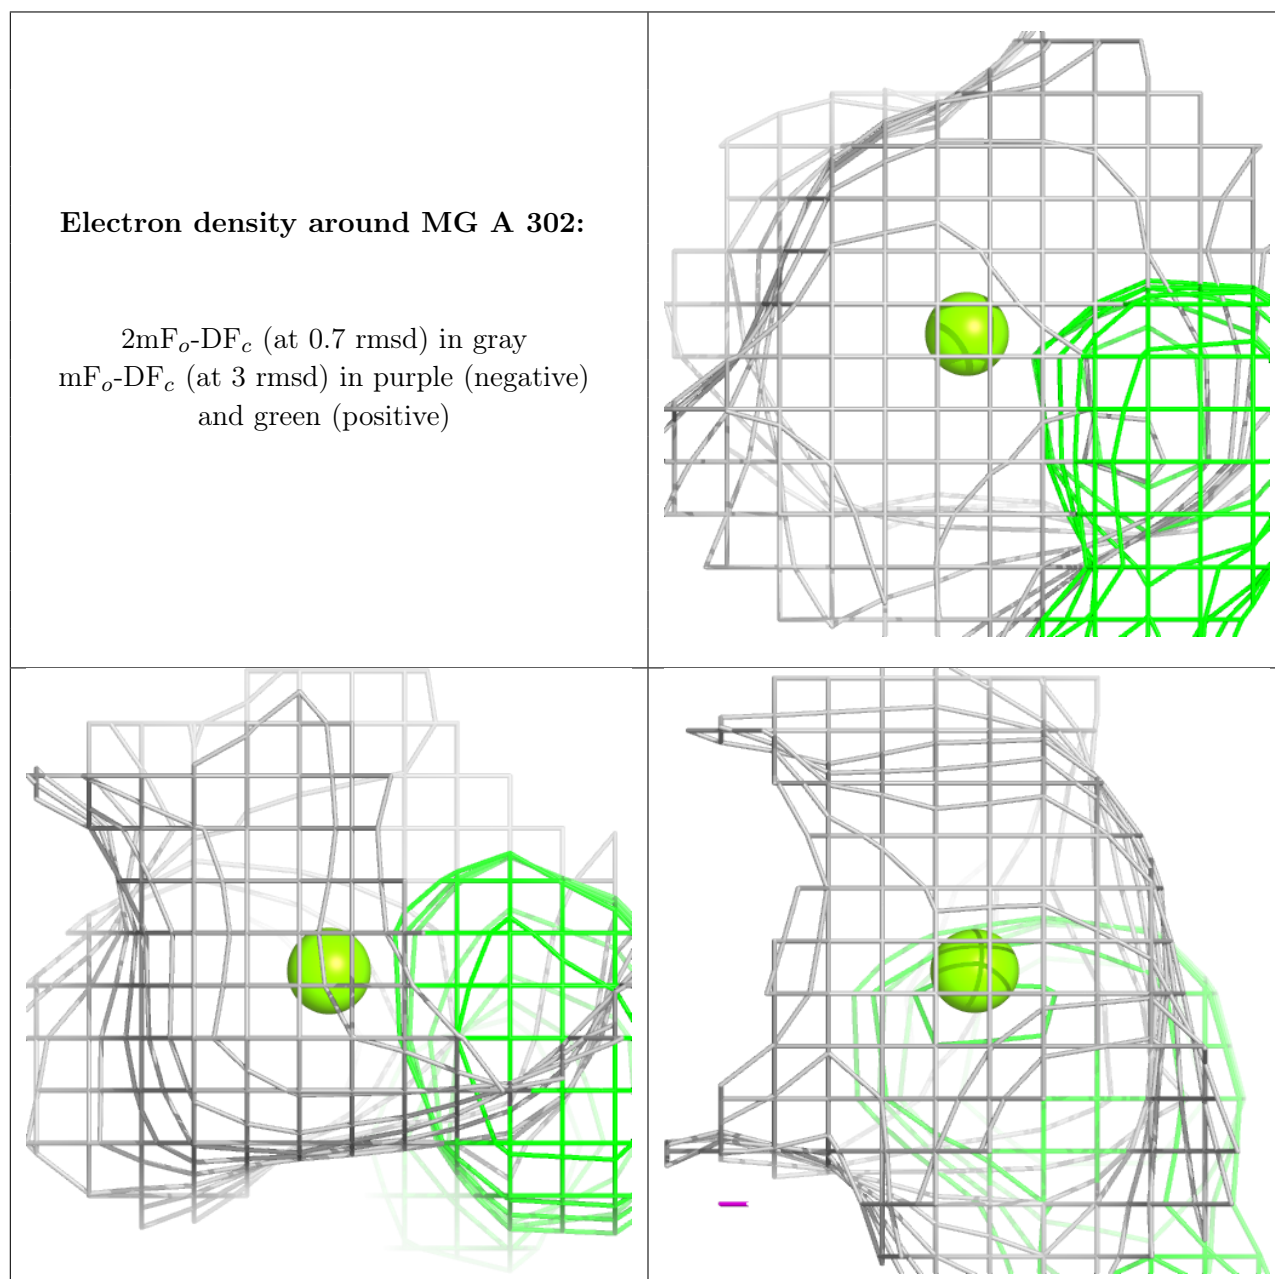 Electron density around MG A 302:
2mFo-DFc (at 0.7 rmsd) in gray
mFo-DFc (at 3 rmsd) in purple (negative)
and green (positive)